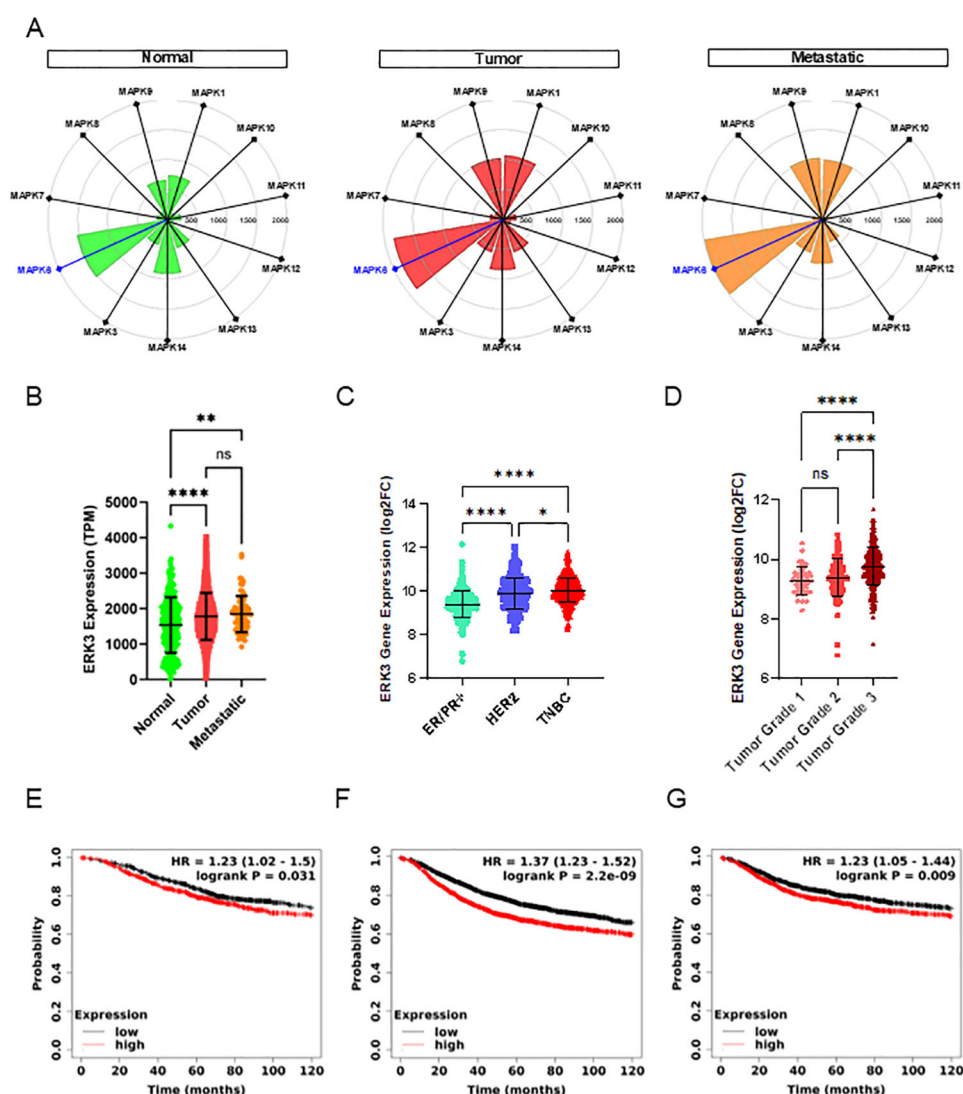 A
Normal
Tumor
Metastatic
MAPK9
MAPK1
MAPK8
MAPK10
MAPK7
MAPK11
500 1000 1500 2000
MAPK6
MAPK12
MAPK3
MAPK13
MAPK14
MAPK9
MAPK1
MAPK8
MAPK10
MAPK7
MAPK11
500 1000 1500 2000
MAPK6
MAPK12
MAPK3
MAPK13
MAPK14
MAPK9
MAPK1
MAPK8
MAPK10
MAPK7
MAPK11
500 1000 1500 2000
MAPK6
MAPK12
MAPK3
MAPK13
MAPK14
B
**
ns
****
ERK3 Expression (TPM)
5000
4000
3000
2000
1000
0
Normal
Tumor
Metastatic
C
****
****
*
ERK3 Gene Expression (log2FC)
14
12
10
8
6
ER/PR+
HER2
TNBC
D
****
****
ns
ERK3 Gene Expression (log2FC)
12
10
8
6
Tumor Grade 1
Tumor Grade 2
Tumor Grade 3
E
HR = 1.23 (1.02 - 1.5)
logrank P = 0.031
Probability
1.0
0.8
0.6
0.4
0.2
0.0
Expression
low
high
0 20 40 60 80 100 120
Time (months)
F
HR = 1.37 (1.23 - 1.52)
logrank P = 2.2e-09
Probability
1.0
0.8
0.6
0.4
0.2
0.0
Expression
low
high
0 20 40 60 80 100 120
Time (months)
G
HR = 1.23 (1.05 - 1.44)
logrank P = 0.009
Probability
1.0
0.8
0.6
0.4
0.2
0.0
Expression
low
high
0 20 40 60 80 100 120
Time (months)